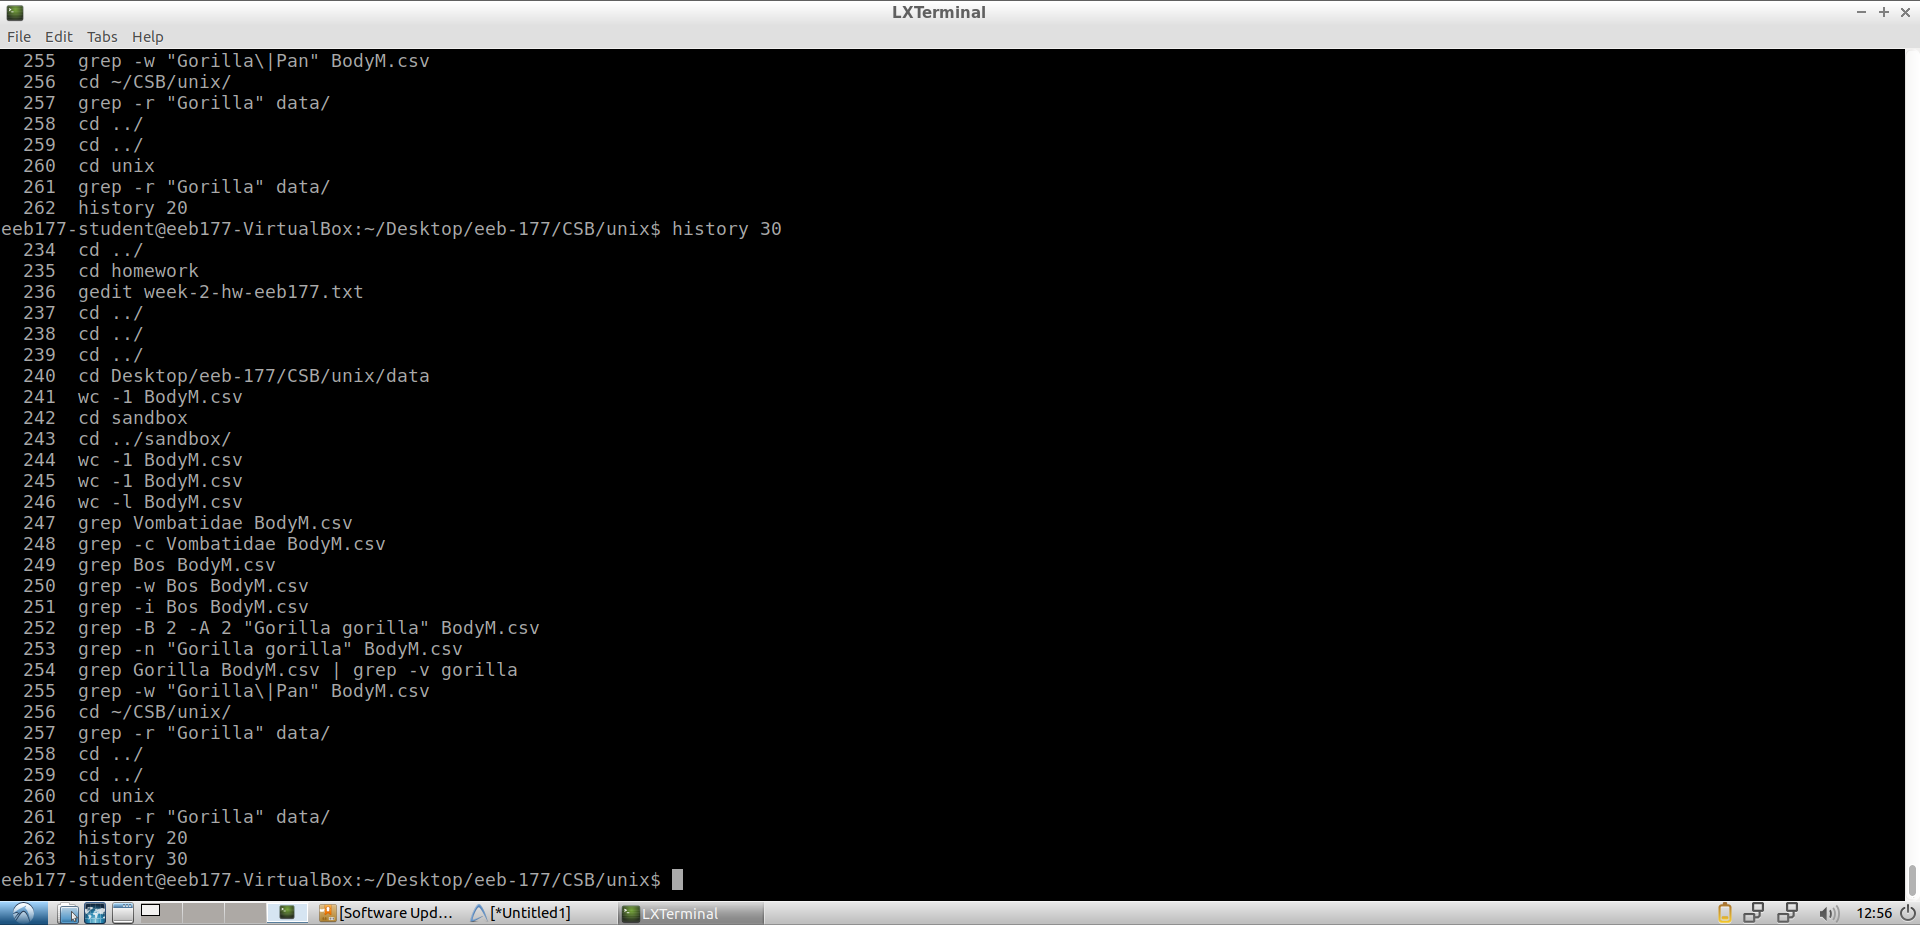 LXTerminal
File Edit Tabs Help
255 grep -w "Gorilla\|Pan" BodyM.csv
256 cd ~/CSB/unix/
257 grep -r "Gorilla" data/
258 cd ../
259 cd ../
260 cd unix
261 grep -r "Gorilla" data/
262 history 20
eeb177-student@eeb177-VirtualBox:~/Desktop/eeb-177/CSB/unix$ history 30
234 cd ../
235 cd homework
236 gedit week-2-hw-eeb177.txt
237 cd ../
238 cd ../
239 cd ../
240 cd Desktop/eeb-177/CSB/unix/data
241 wc -1 BodyM.csv
242 cd sandbox
243 cd ../sandbox/
244 wc -1 BodyM.csv
245 wc -1 BodyM.csv
246 wc -l BodyM.csv
247 grep Vombatidae BodyM.csv
248 grep -c Vombatidae BodyM.csv
249 grep Bos BodyM.csv
250 grep -w Bos BodyM.csv
251 grep -i Bos BodyM.csv
252 grep -B 2 -A 2 "Gorilla gorilla" BodyM.csv
253 grep -n "Gorilla gorilla" BodyM.csv
254 grep Gorilla BodyM.csv | grep -v gorilla
255 grep -w "Gorilla\|Pan" BodyM.csv
256 cd ~/CSB/unix/
257 grep -r "Gorilla" data/
258 cd ../
259 cd ../
260 cd unix
261 grep -r "Gorilla" data/
262 history 20
263 history 30
eeb177-student@eeb177-VirtualBox:~/Desktop/eeb-177/CSB/unix$
[Software Upd... [*Untitled1] LXTerminal 12:56